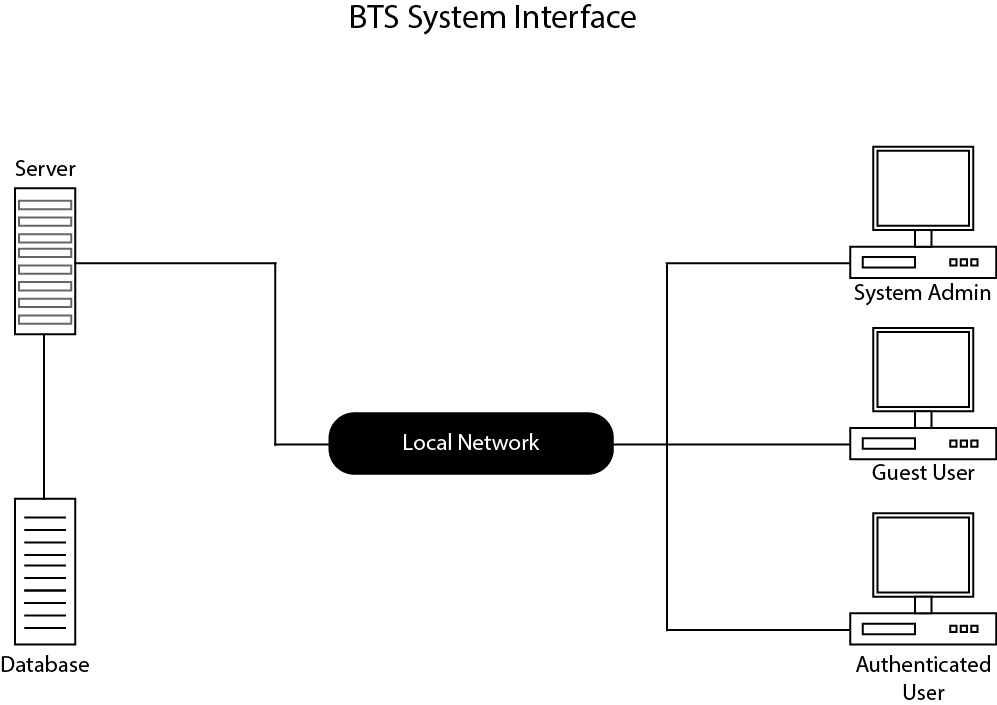 BTS System Interface
Server
System Admin
Local Network
Guest User
Database
Authenticated
User